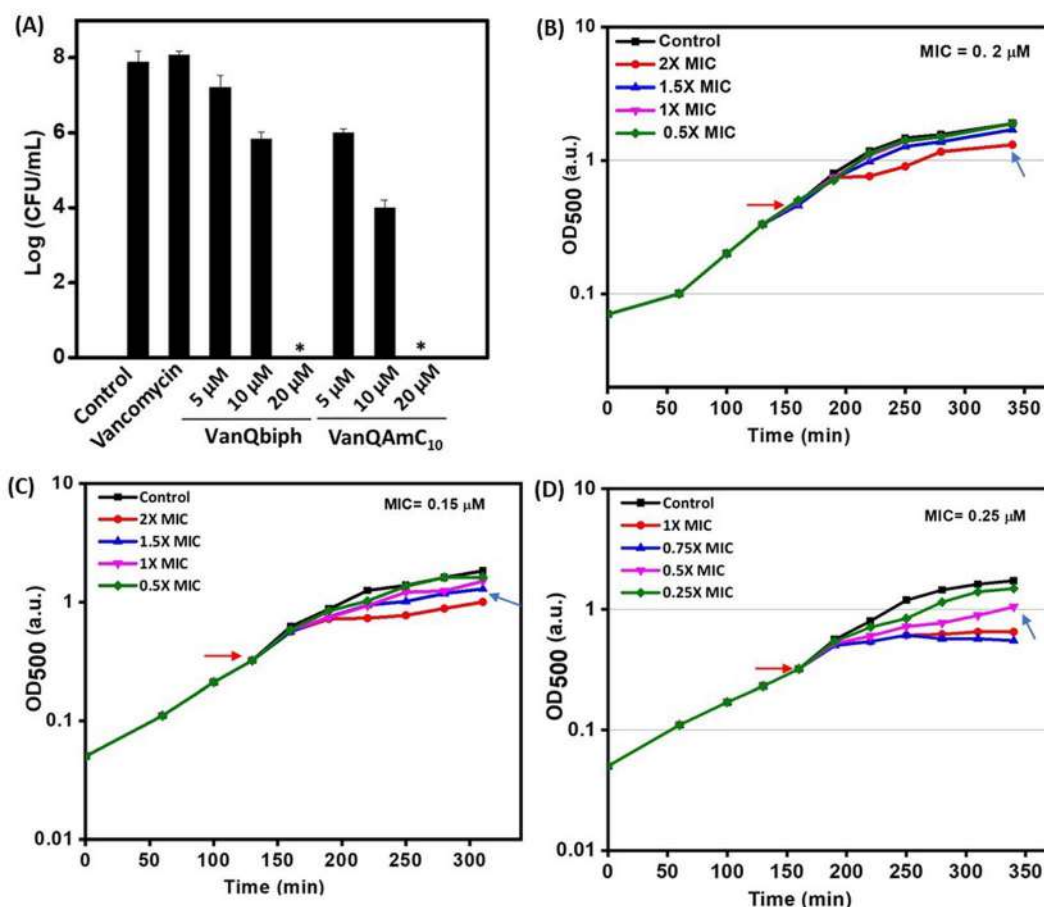 (A)
Log (CFU/mL)
8
6
4
2
0
Control
Vancomycin
5 µM
10 µM
20 µM
5 µM
10 µM
20 µM
*
*
VanQbiph
VanQAmC10
(B)
Control
2X MIC
1.5X MIC
1X MIC
0.5X MIC
MIC = 0. 2 µM
OD500 (a.u.)
10
1
0.1
0 50 100 150 200 250 300 350
Time (min)
(C)
Control
2X MIC
1.5X MIC
1X MIC
0.5X MIC
MIC= 0.15 µM
OD500 (a.u.)
10
1
0.1
0.01
0 50 100 150 200 250 300
Time (min)
(D)
Control
1X MIC
0.75X MIC
0.5X MIC
0.25X MIC
MIC= 0.25 µM
OD500 (a.u.)
10
1
0.1
0.01
0 50 100 150 200 250 300 350
Time (min)